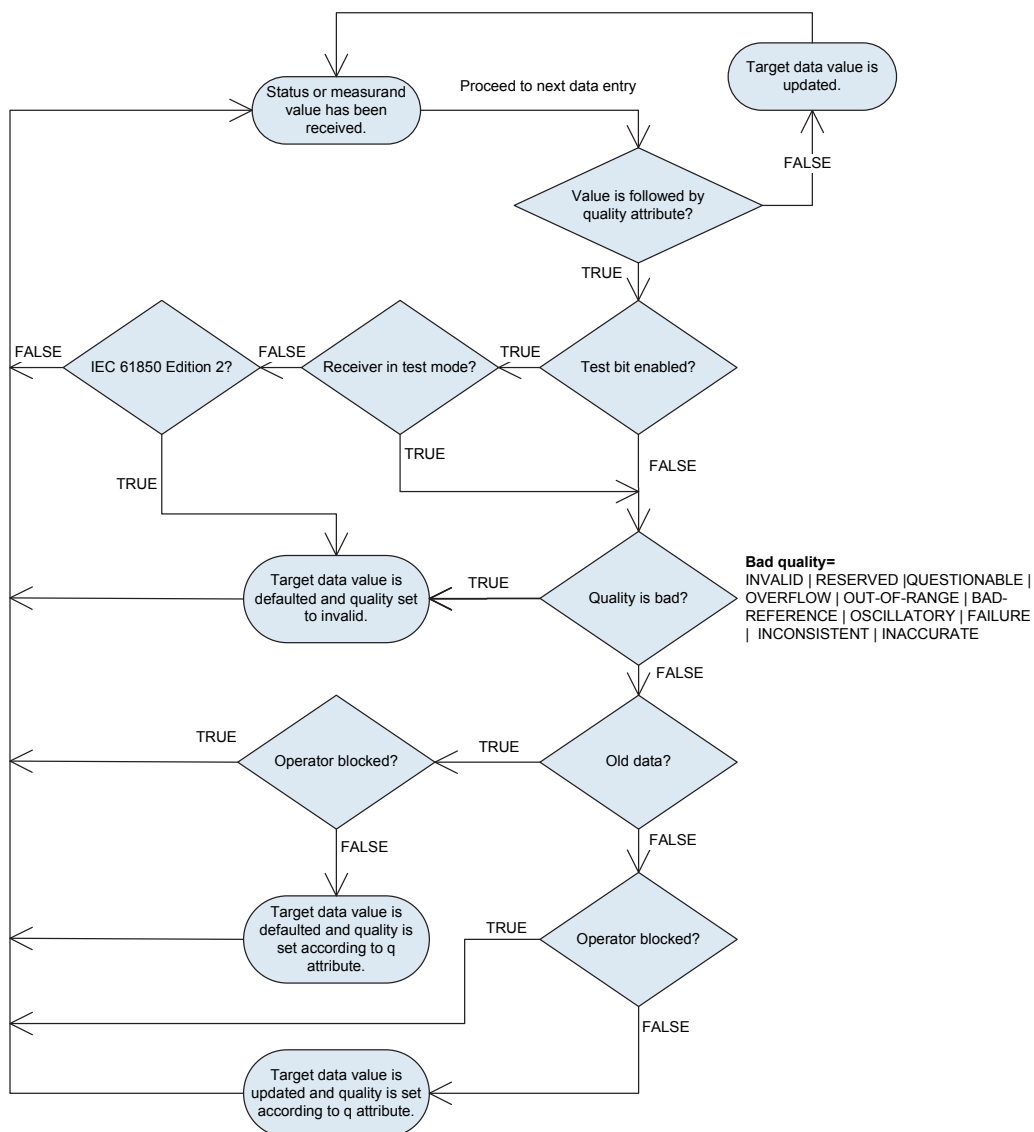 Target data value is
updated.
Status or measurand
value has been
received.
Proceed to next data entry
FALSE
Value is followed by
quality attribute?
TRUE
FALSE
IEC 61850 Edition 2?
FALSE
Receiver in test mode?
TRUE
Test bit enabled?
TRUE
TRUE
FALSE
Target data value is
defaulted and quality set
to invalid.
TRUE
Quality is bad?
Bad quality=
INVALID | RESERVED |QUESTIONABLE |
OVERFLOW | OUT-OF-RANGE | BAD-
REFERENCE | OSCILLATORY | FAILURE
| INCONSISTENT | INACCURATE
FALSE
TRUE
Operator blocked?
TRUE
Old data?
FALSE
FALSE
Target data value is
defaulted and quality is
set according to q
attribute.
TRUE
Operator blocked?
FALSE
Target data value is
updated and quality is set
according to q attribute.